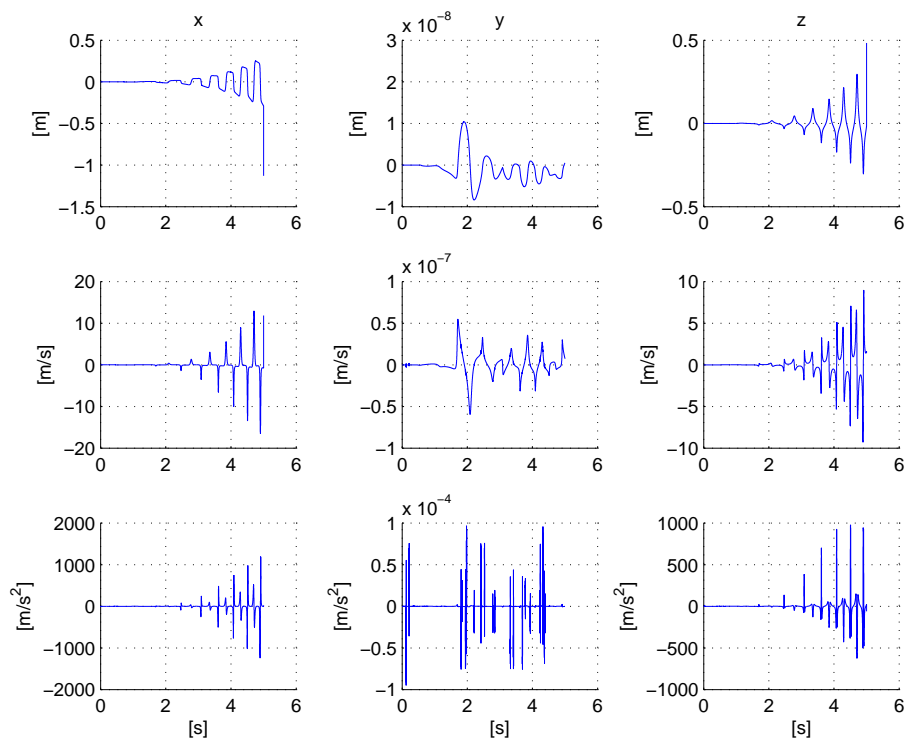 x y z
x 10^-8
0.5 3 0.5
0 2
−0.5 1 0
−1 0
−1.5 −1 −0.5
[m] [m] [m]
0 2 4 6 0 2 4 6 0 2 4 6
x 10^-7
20 1 10
10 0.5 5
0 0 0
−10 −0.5 −5
−20 −1 −10
[m/s] [m/s] [m/s]
0 2 4 6 0 2 4 6 0 2 4 6
x 10^-4
2000 1 1000
1000 0.5 500
0 0 0
−1000 −0.5 −500
−2000 −1 −1000
[m/s²] [m/s²] [m/s²]
0 2 4 6 0 2 4 6 0 2 4 6
[s] [s] [s]